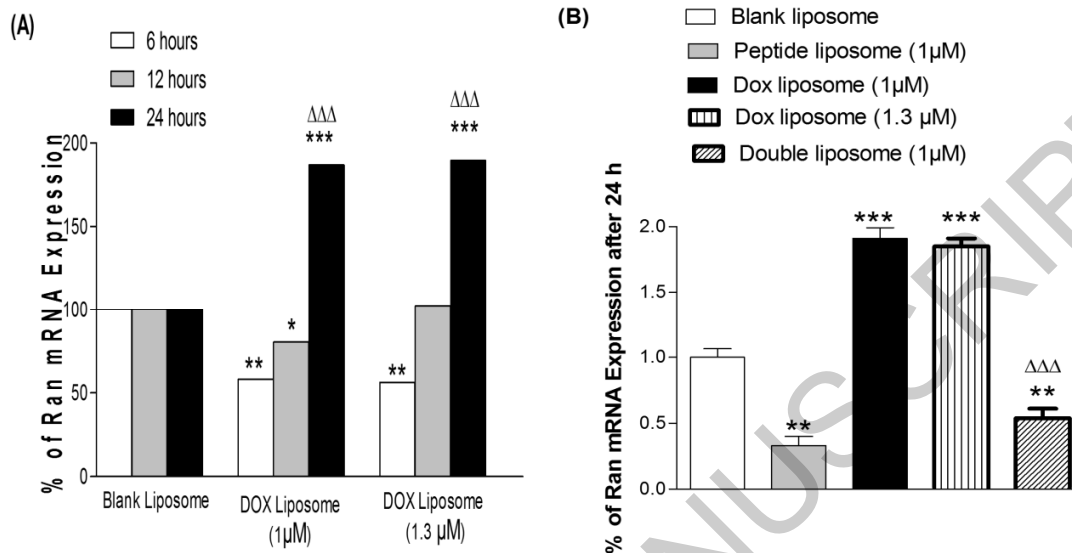 (A)
6 hours
12 hours
24 hours
% of Ran mRNA Expression
200
150
100
50
0
ΔΔΔ
***
ΔΔΔ
***
**
*
**
Blank Liposome
DOX Liposome
(1µM)
DOX Liposome
(1.3 µM)
(B)
Blank liposome
Peptide liposome (1µM)
Dox liposome (1µM)
Dox liposome (1.3 µM)
Double liposome (1µM)
% of Ran mRNA Expression after 24 h
2.0
1.5
1.0
0.5
0.0
**
***
***
ΔΔΔ
**
NUSCRIP